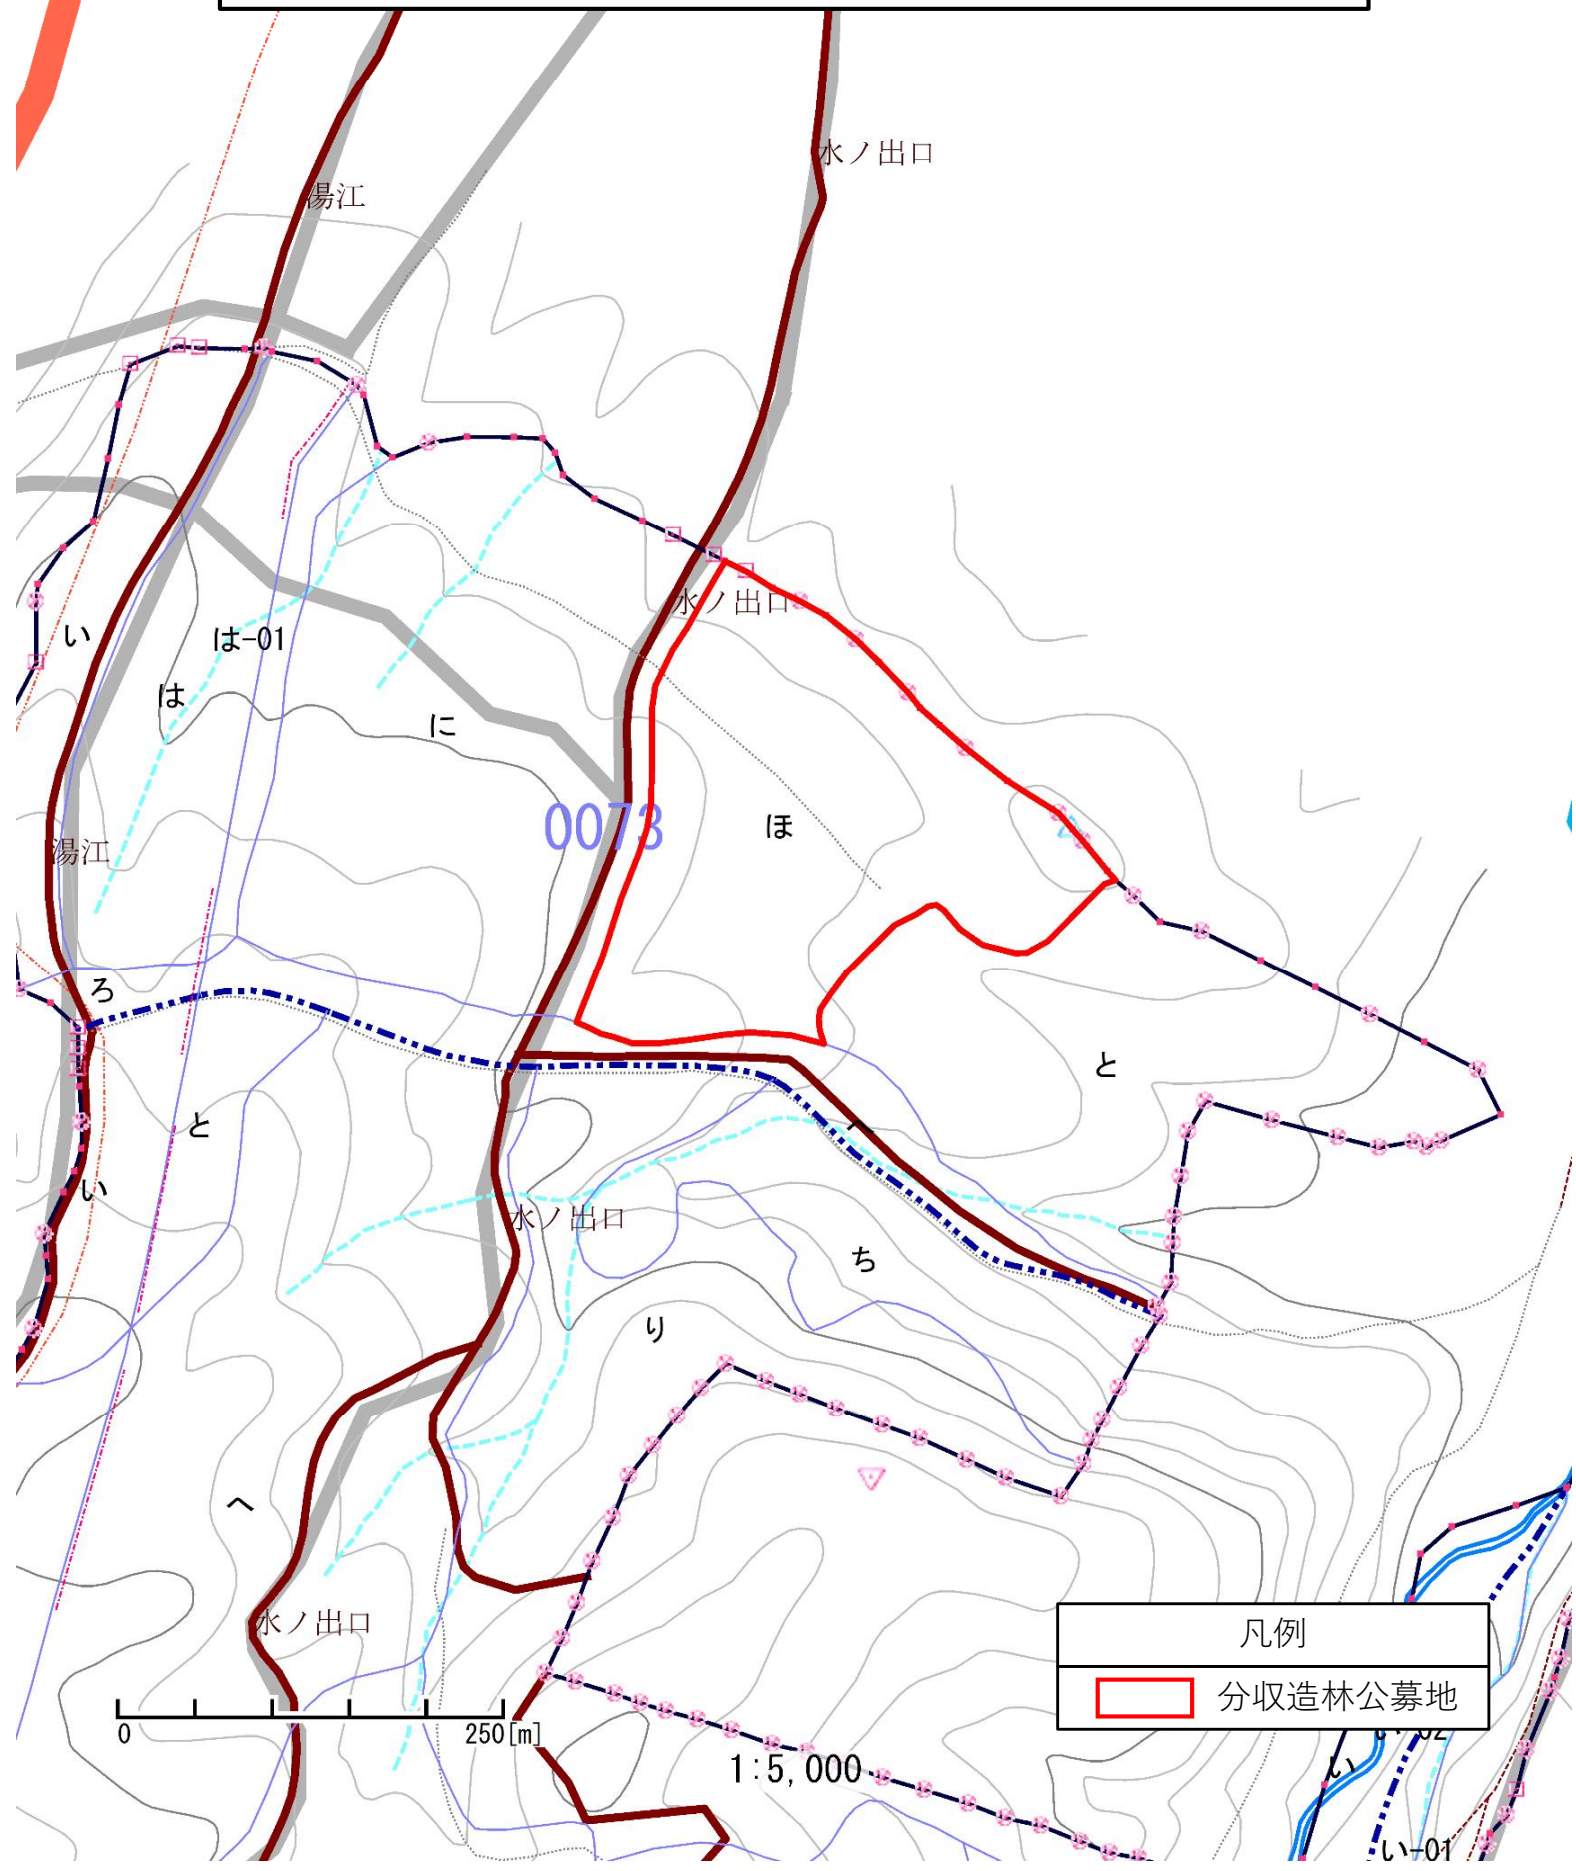 水ノ出口
湯江
水ノ出口
い
は-01
は
に
0073
ほ
湯江
ろ
と
へ
と
い
水ノ出口
ち
り
へ
水ノ出口
凡例
分収造林公募地
0
250[m]
1:5,000
い
い-01